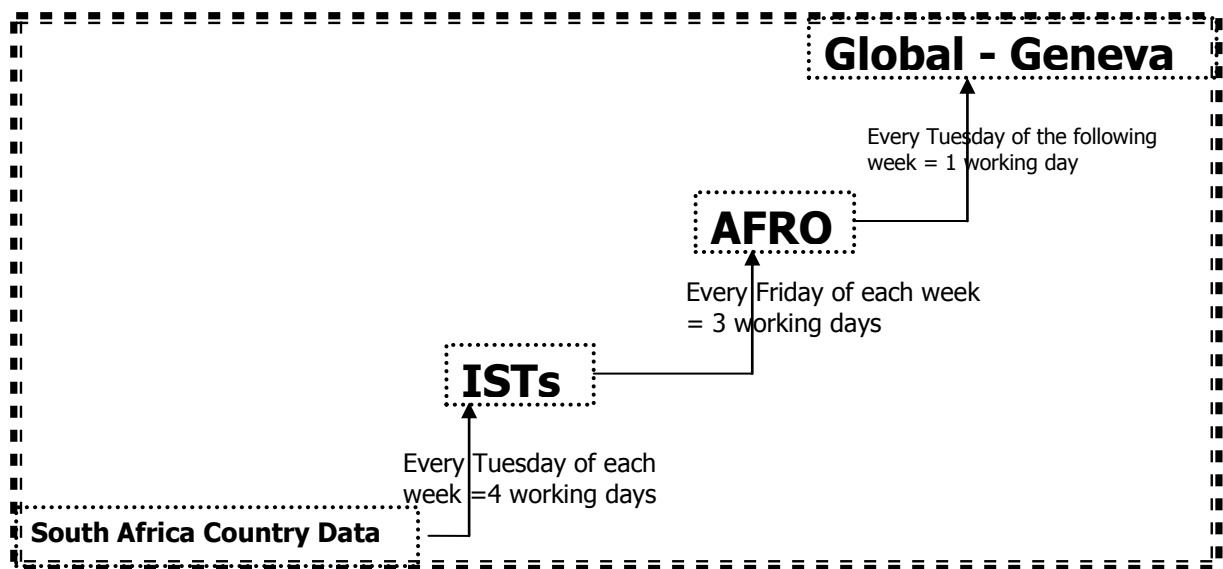 Global - Geneva
Every Tuesday of the following
week = 1 working day
AFRO
Every Friday of each week
= 3 working days
ISTs
Every Tuesday of each
week =4 working days
South Africa Country Data